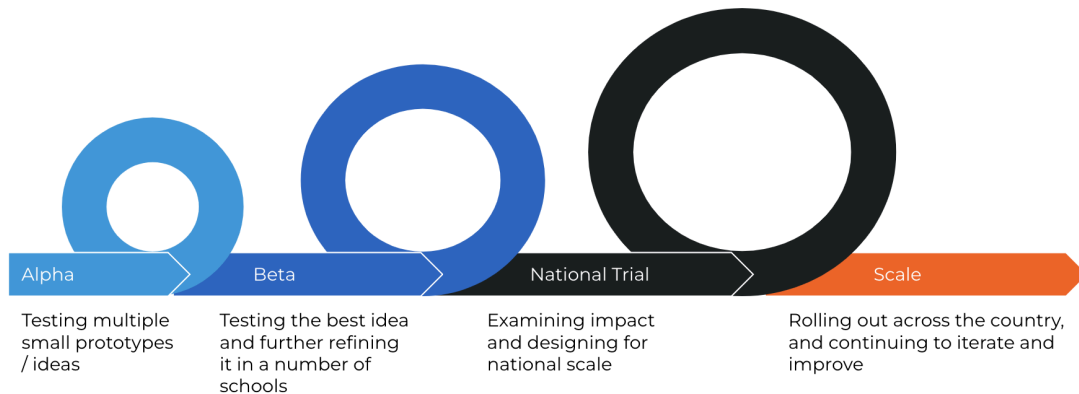 Alpha
Beta
National Trial
Scale
Testing multiple
small prototypes
/ ideas
Testing the best idea
and further refining
it in a number of
schools
Examining impact
and designing for
national scale
Rolling out across the country,
and continuing to iterate and
improve